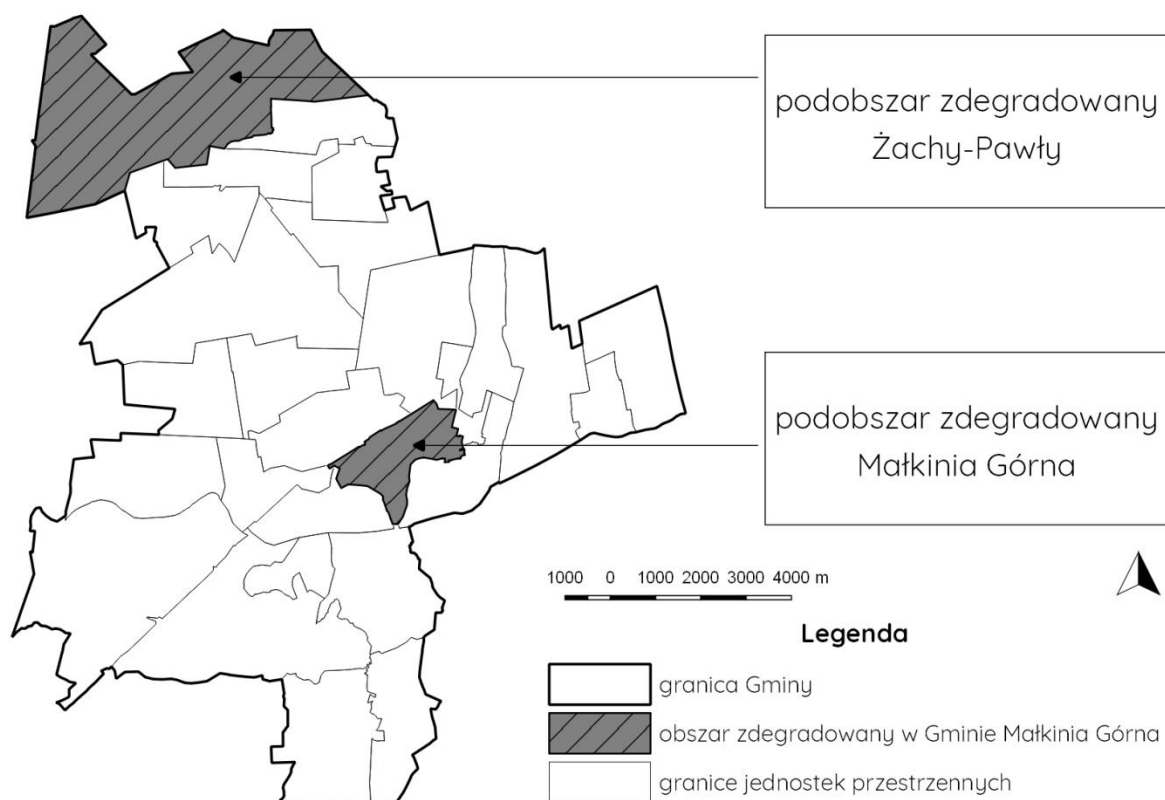 podobszar zdegradowany
Żachy-Pawły
podobszar zdegradowany
Małkinia Górna
1000 0 1000 2000 3000 4000 m
Legenda
granica Gminy
obszar zdegradowany w Gminie Małkinia Górna
granice jednostek przestrzennych